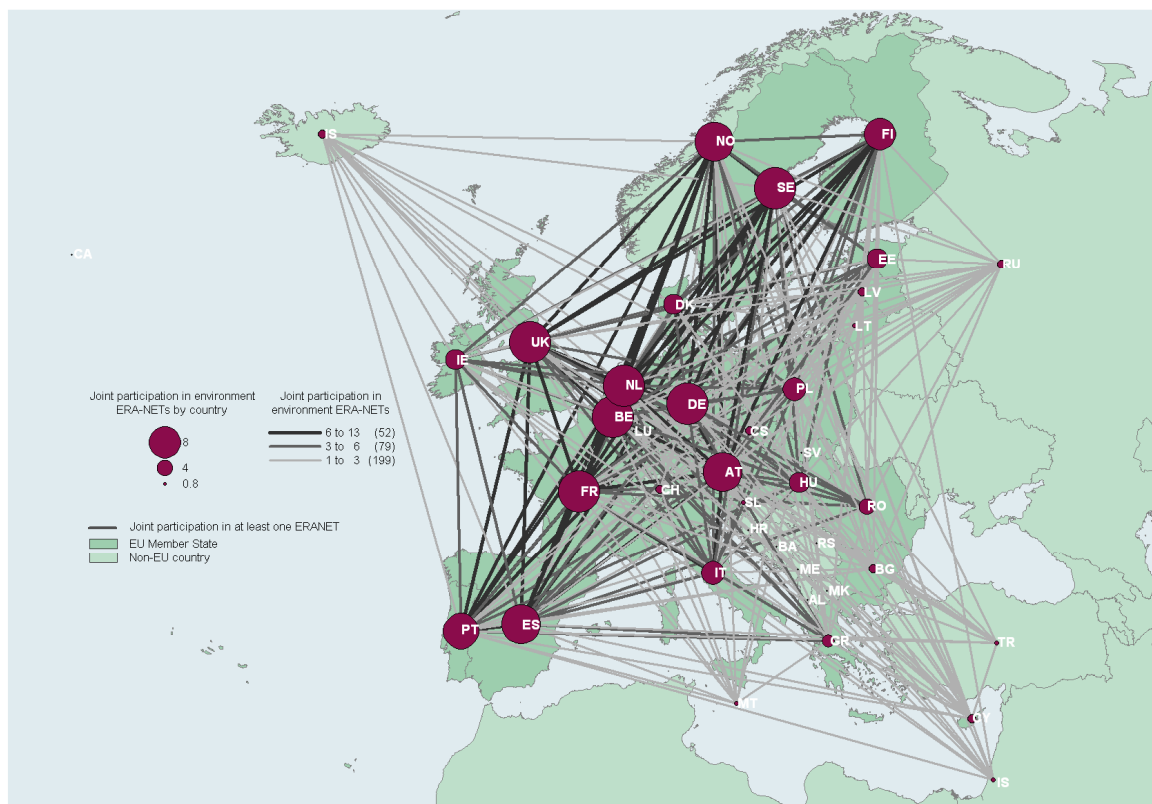 IS
NO
FI
SE
CA
EE
RU
LV
DK
LT
UK
IE
NL
PL
DE
BE
LU
CS
SV
AT
HU
FR
CH
SL
RO
HR
BA
RS
IT
ME
BG
MK
AL
PT
ES
GR
TR
MT
CY
IS
Joint participation in environment
ERA-NETs by country
8
4
0.8
Joint participation in
environment ERA-NETs
6 to 13 (52)
3 to 6 (79)
1 to 3 (199)
Joint participation in at least one ERANET
EU Member State
Non-EU country